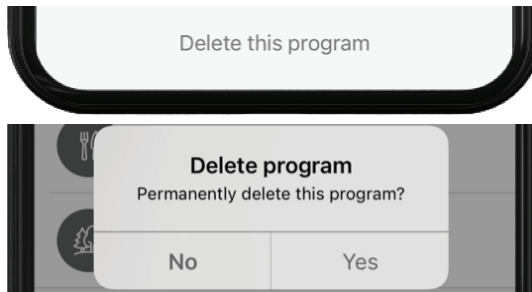 Delete this program
Delete program
Permanently delete this program?
No
Yes